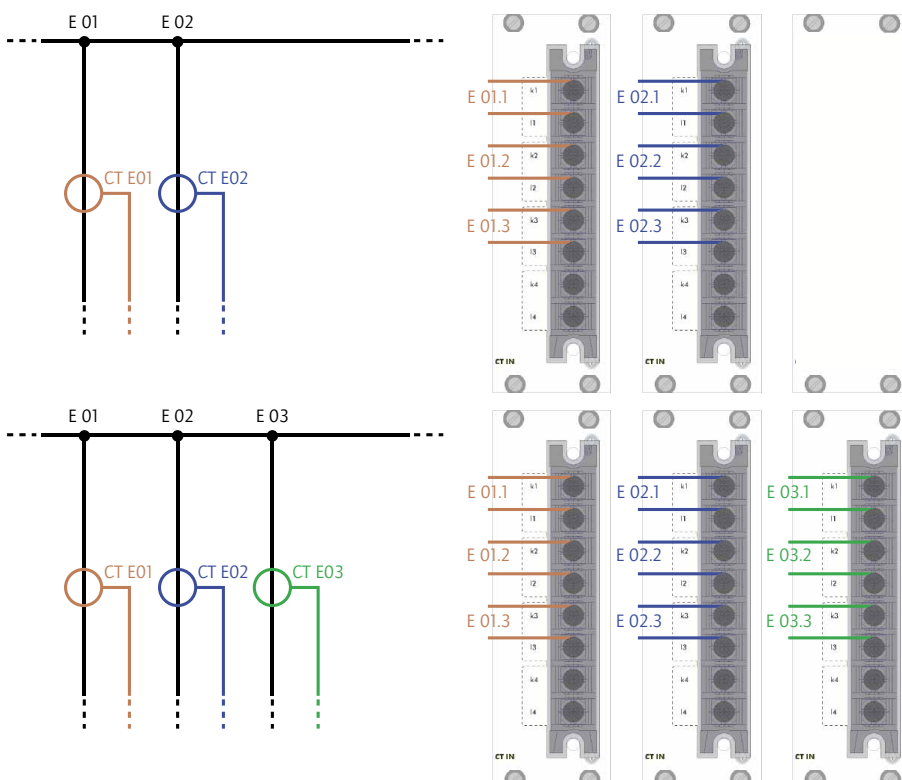 E 01 E 02
CT E01 CT E02
E 01.1 k1
l1
E 01.2 k2
l2
E 01.3 k3
l3
k4
l4
CT IN
E 02.1 k1
l1
E 02.2 k2
l2
E 02.3 k3
l3
k4
l4
CT IN
E 01 E 02 E 03
CT E01 CT E02 CT E03
E 01.1 k1
l1
E 01.2 k2
l2
E 01.3 k3
l3
k4
l4
CT IN
E 02.1 k1
l1
E 02.2 k2
l2
E 02.3 k3
l3
k4
l4
CT IN
E 03.1 k1
l1
E 03.2 k2
l2
E 03.3 k3
l3
k4
l4
CT IN